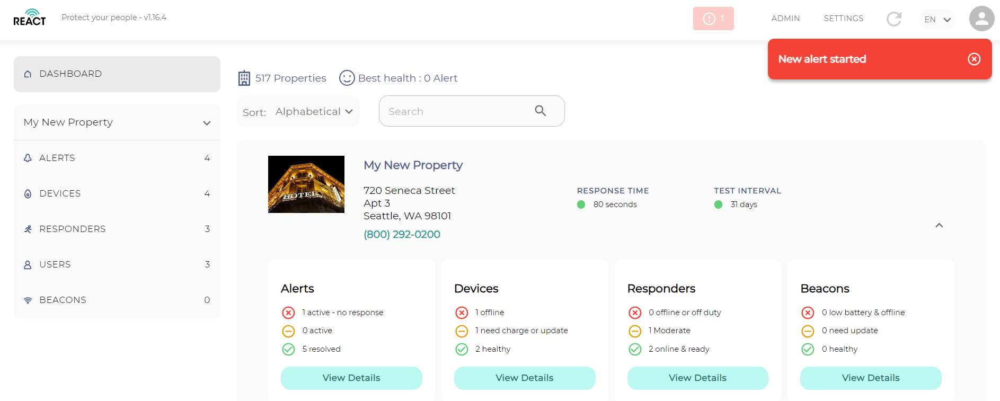 REACT
Protect your people - v1.16.4
1
ADMIN
SETTINGS
EN
New alert started
DASHBOARD
My New Property
ALERTS 4
DEVICES 4
RESPONDERS 3
USERS 3
BEACONS 0
517 Properties
Best health : 0 Alert
Sort: Alphabetical
Search
HOTEL
My New Property
720 Seneca Street
Apt 3
Seattle, WA 98101
(800) 292-0200
RESPONSE TIME
80 seconds
TEST INTERVAL
31 days
Alerts
1 active - no response
0 active
5 resolved
View Details
Devices
1 offline
1 need charge or update
2 healthy
View Details
Responders
0 offline or off duty
1 Moderate
2 online & ready
View Details
Beacons
0 low battery & offline
0 need update
0 healthy
View Details